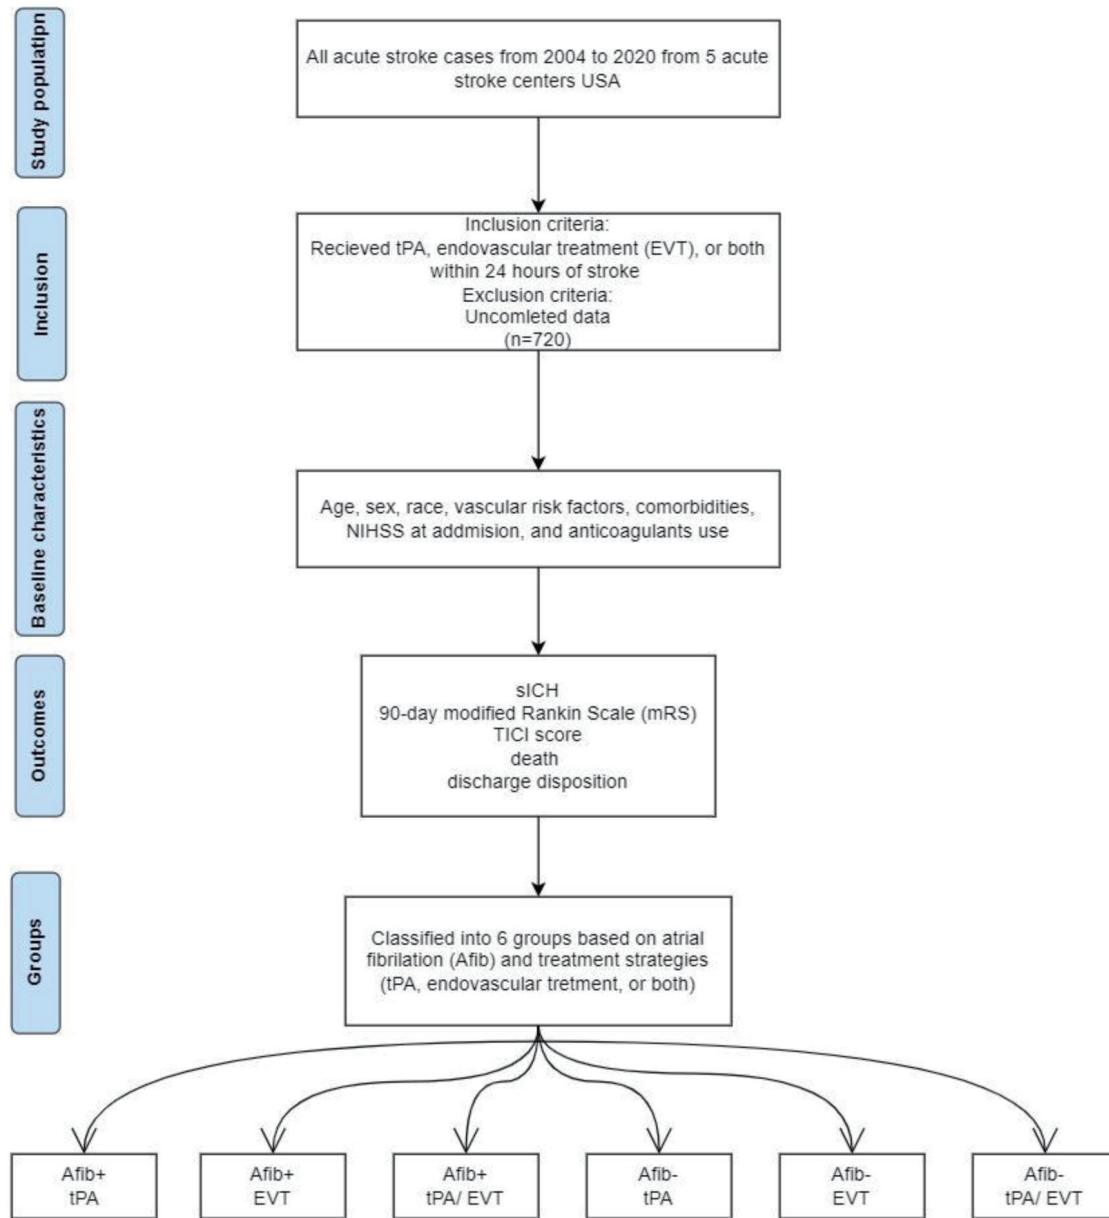 Study population
All acute stroke cases from 2004 to 2020 from 5 acute
stroke centers USA
Inclusion
Inclusion criteria:
Recieved tPA, endovascular treatment (EVT), or both
within 24 hours of stroke
Exclusion criteria:
Uncomleted data
(n=720)
Baseline characteristics
Age, sex, race, vascular risk factors, comorbidities,
NIHSS at addmision, and anticoagulants use
Outcomes
sICH
90-day modified Rankin Scale (mRS)
TICI score
death
discharge disposition
Groups
Classified into 6 groups based on atrial
fibrilation (Afib) and treatment strategies
(tPA, endovascular tretment, or both)
Afib+
tPA
Afib+
EVT
Afib+
tPA/ EVT
Afib-
tPA
Afib-
EVT
Afib-
tPA/ EVT